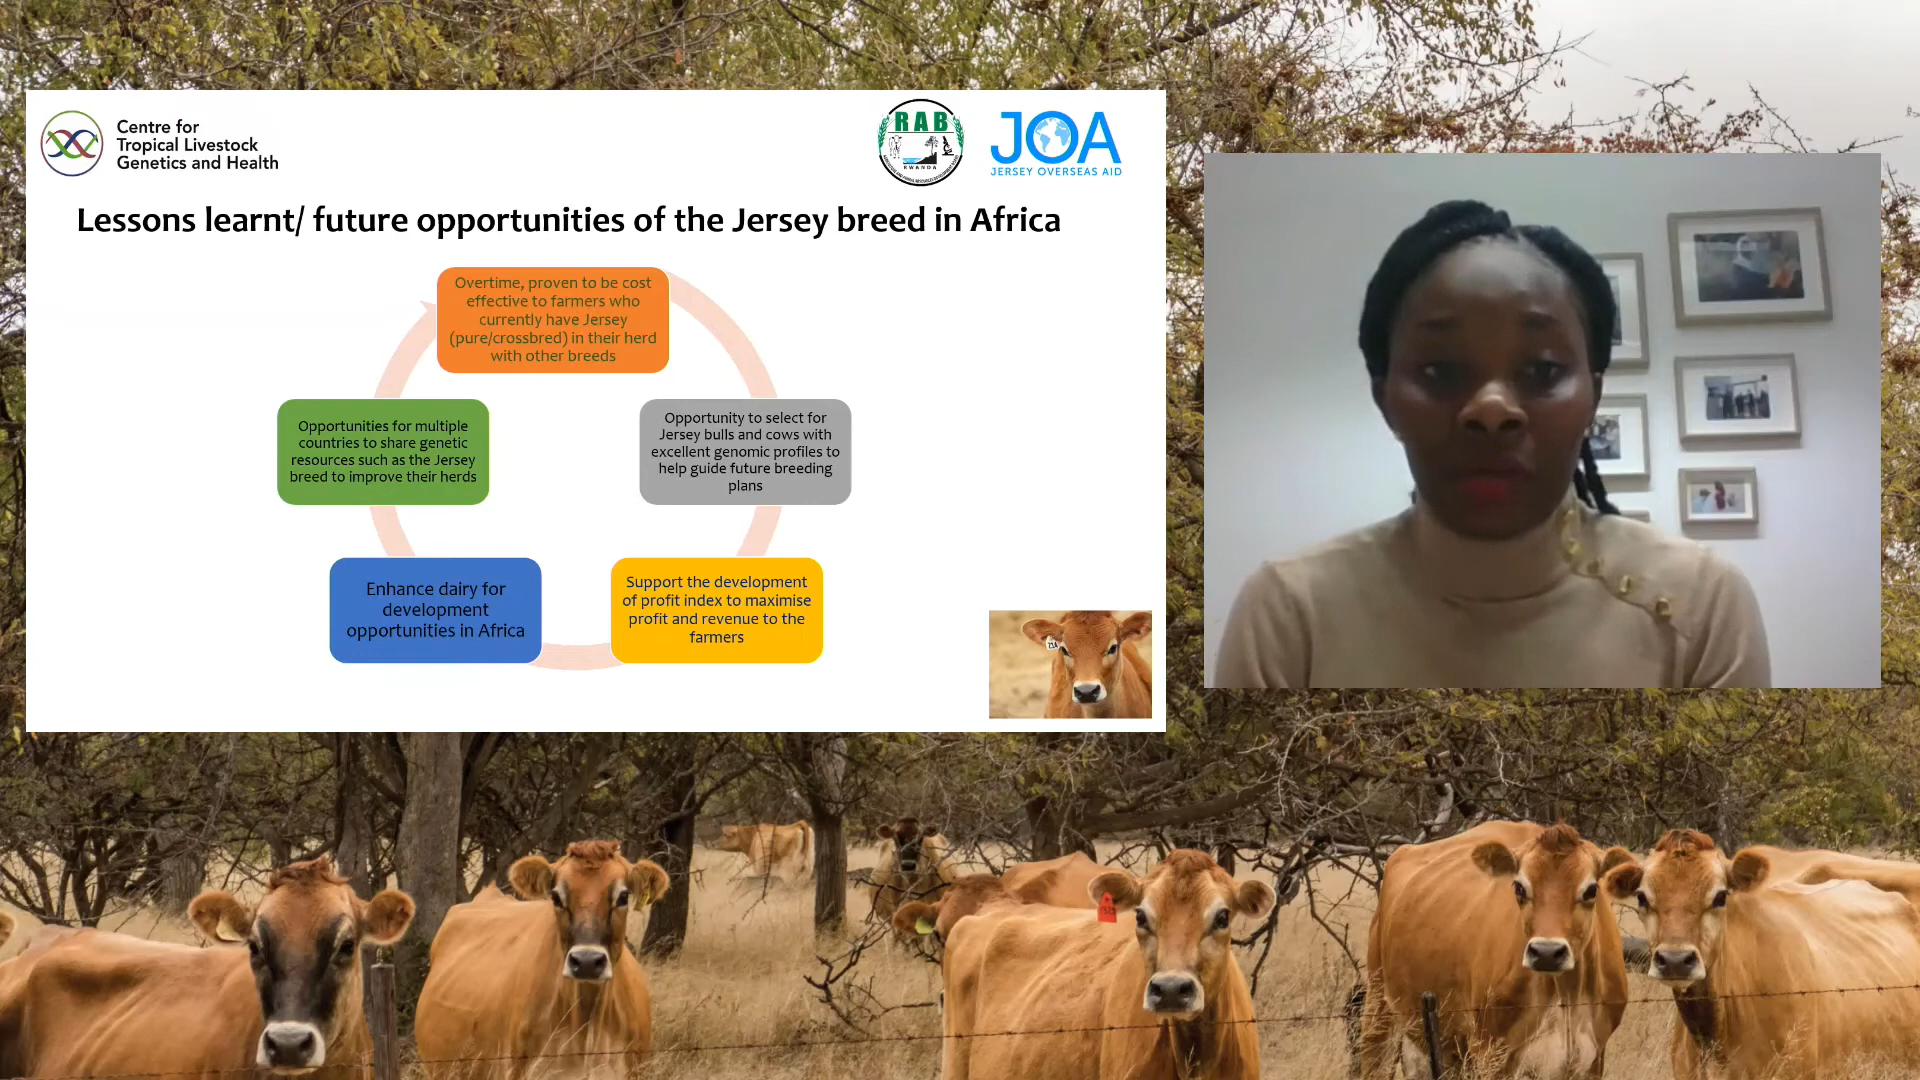 Centre for
Tropical Livestock
Genetics and Health
RAB
RWANDA
JOA
JERSEY OVERSEAS AID
Lessons learnt/ future opportunities of the Jersey breed in Africa
Overtime, proven to be cost
effective to farmers who
currently have Jersey
(pure/crossbred) in their herd
with other breeds
Opportunity to select for
Jersey bulls and cows with
excellent genomic profiles to
help guide future breeding
plans
Support the development
of profit index to maximise
profit and revenue to the
farmers
Enhance dairy for
development
opportunities in Africa
Opportunities for multiple
countries to share genetic
resources such as the Jersey
breed to improve their herds